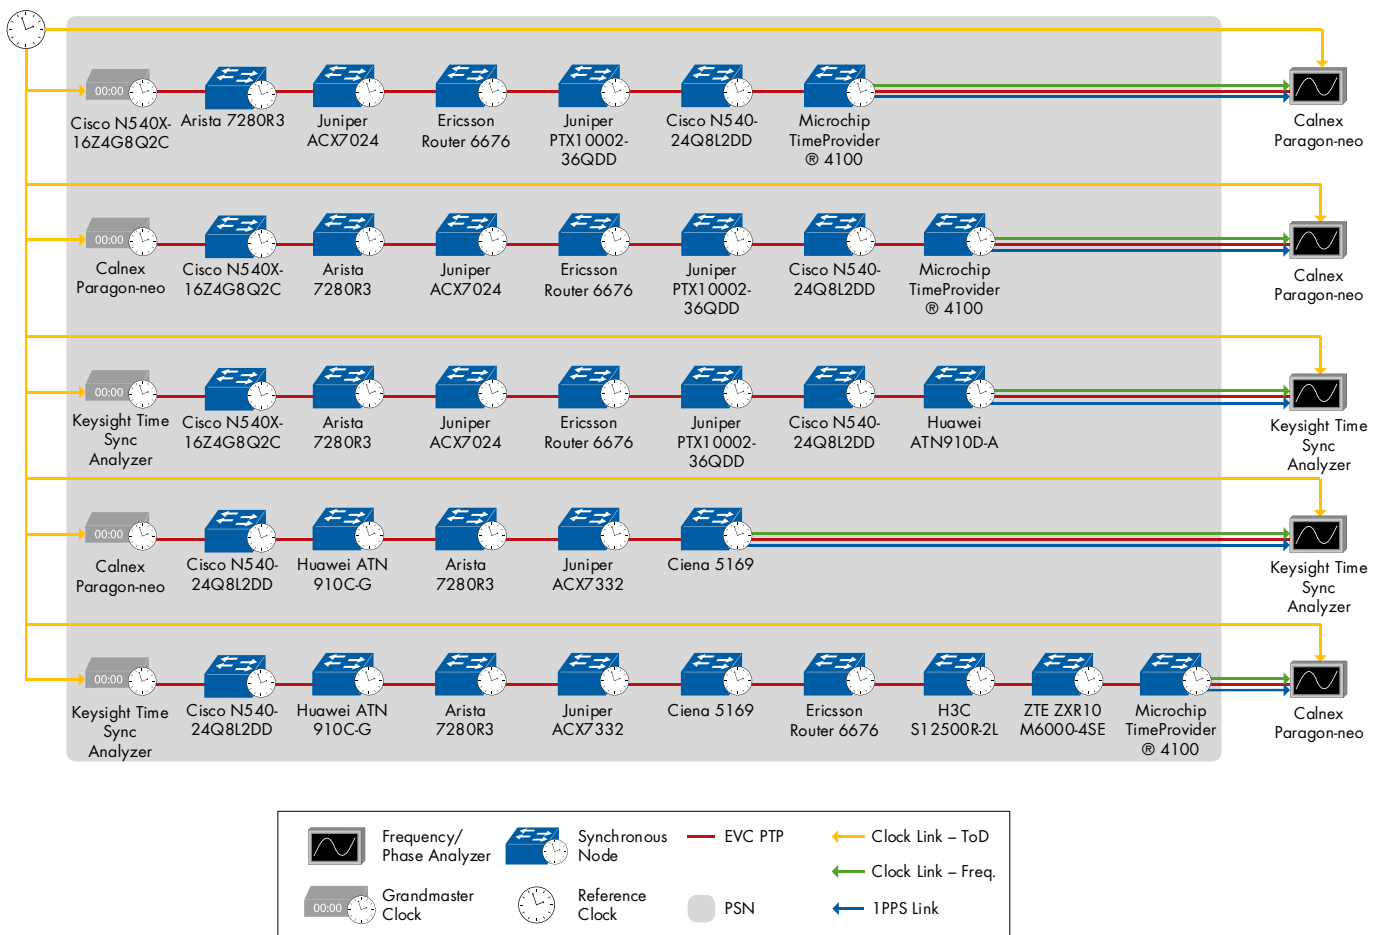 00:00
Cisco N540X-
16Z4G8Q2C
Arista 7280R3
Juniper
ACX7024
Ericsson
Router 6676
Juniper
PTX10002-
36QDD
Cisco N540-
24Q8L2DD
Microchip
TimeProvider
® 4100
Calnex
Paragon-neo
00:00
Calnex
Paragon-neo
Cisco N540X-
16Z4G8Q2C
Arista
7280R3
Juniper
ACX7024
Ericsson
Router 6676
Juniper
PTX10002-
36QDD
Cisco N540-
24Q8L2DD
Microchip
TimeProvider
® 4100
Calnex
Paragon-neo
00:00
Keysight Time
Sync
Analyzer
Cisco N540X-
16Z4G8Q2C
Arista
7280R3
Juniper
ACX7024
Ericsson
Router 6676
Juniper
PTX10002-
36QDD
Cisco N540-
24Q8L2DD
Huawei
ATN910D-A
Keysight Time
Sync
Analyzer
00:00
Calnex
Paragon-neo
Cisco N540-
24Q8L2DD
Huawei ATN
910C-G
Arista
7280R3
Juniper
ACX7332
Ciena 5169
Keysight Time
Sync
Analyzer
00:00
Keysight Time
Sync
Analyzer
Cisco N540-
24Q8L2DD
Huawei ATN
910C-G
Arista
7280R3
Juniper
ACX7332
Ciena 5169
Ericsson
Router 6676
H3C
S12500R-2L
ZTE ZXR10
M6000-4SE
Microchip
TimeProvider
® 4100
Calnex
Paragon-neo
Frequency/
Phase Analyzer
Synchronous
Node
EVC PTP
Clock Link – ToD
Clock Link – Freq.
00:00
Grandmaster
Clock
Reference
Clock
PSN
1PPS Link